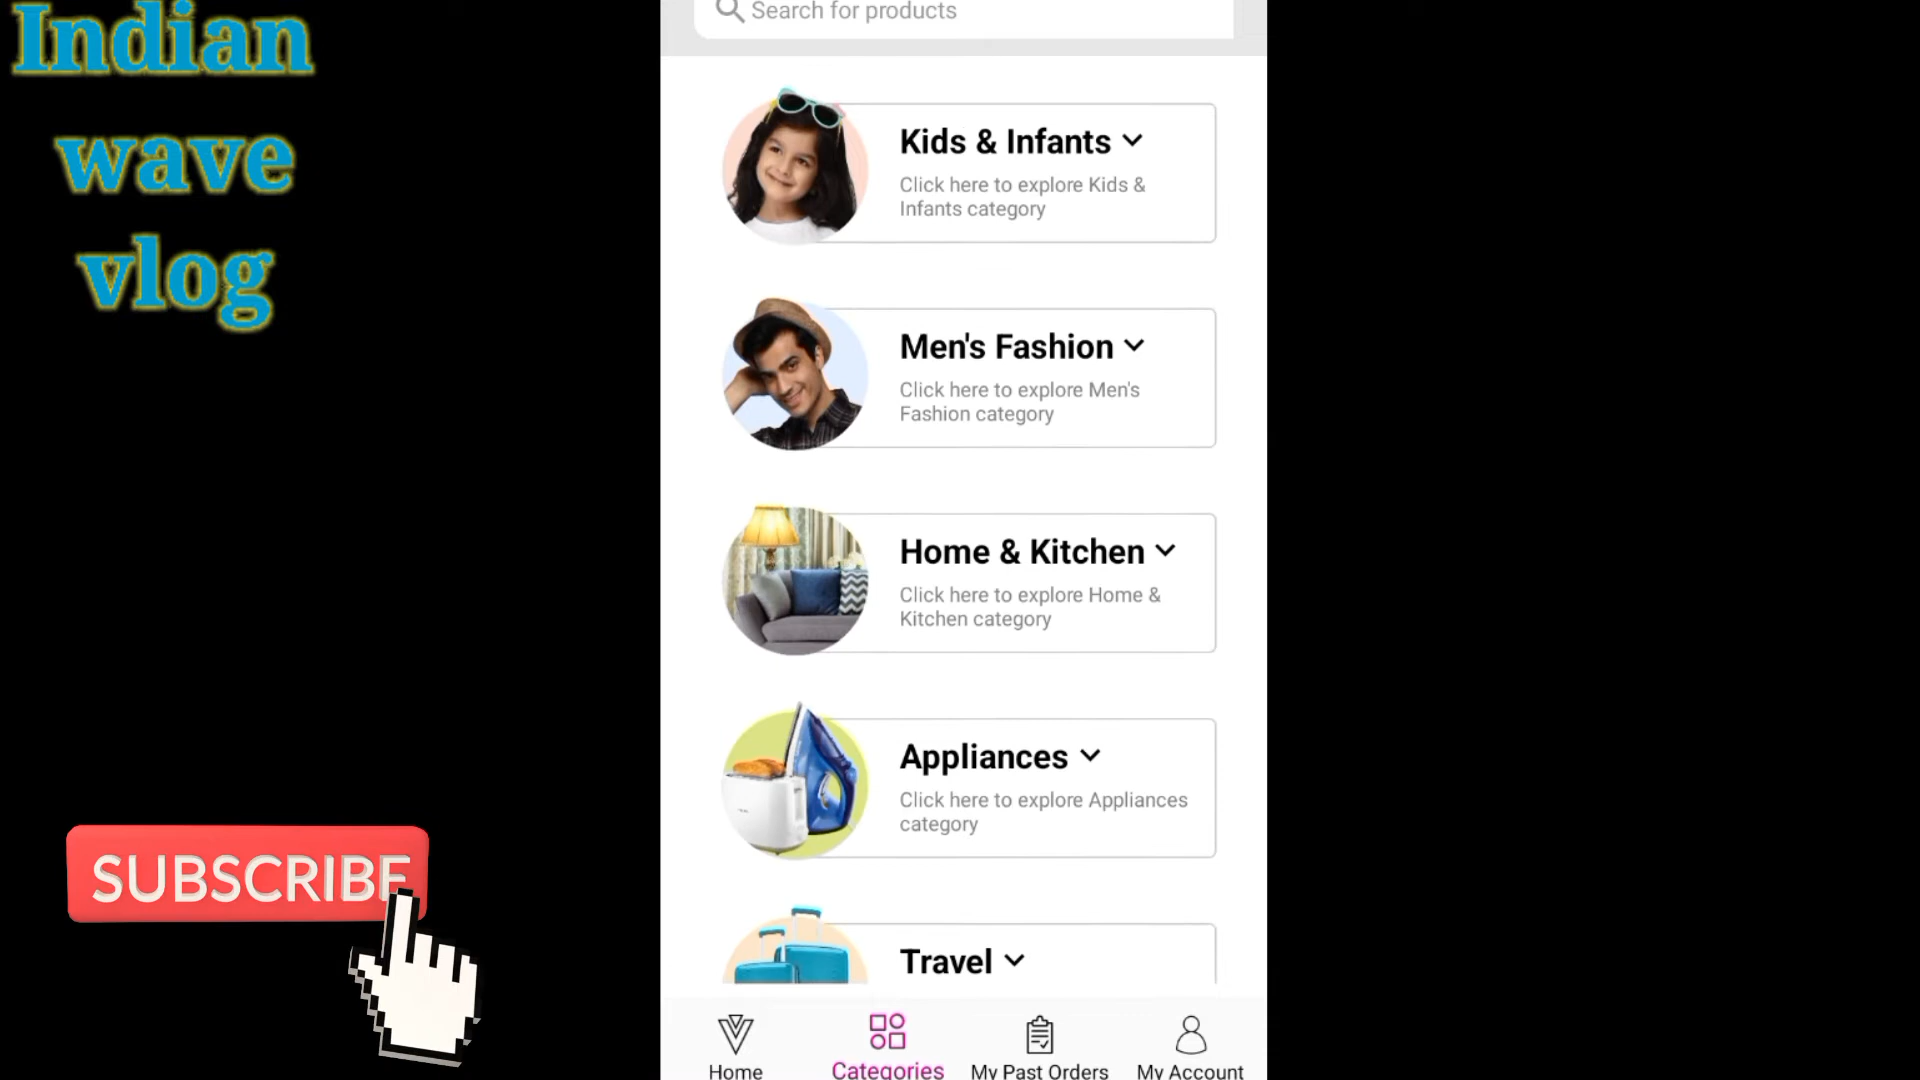 Indian
wave
vlog
SUBSCRIBE
Search for products
Kids & Infants
Click here to explore Kids &
Infants category
Men's Fashion
Click here to explore Men's
Fashion category
Home & Kitchen
Click here to explore Home &
Kitchen category
Appliances
Click here to explore Appliances
category
Travel
Home
Categories
My Past Orders
My Account